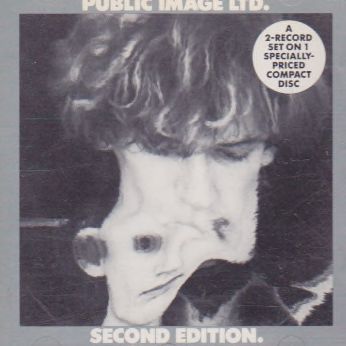 PUBLIC IMAGE LTD.
A
2-RECORD
SET ON 1
SPECIALLY-
PRICED
COMPACT
DISC
SECOND EDITION.